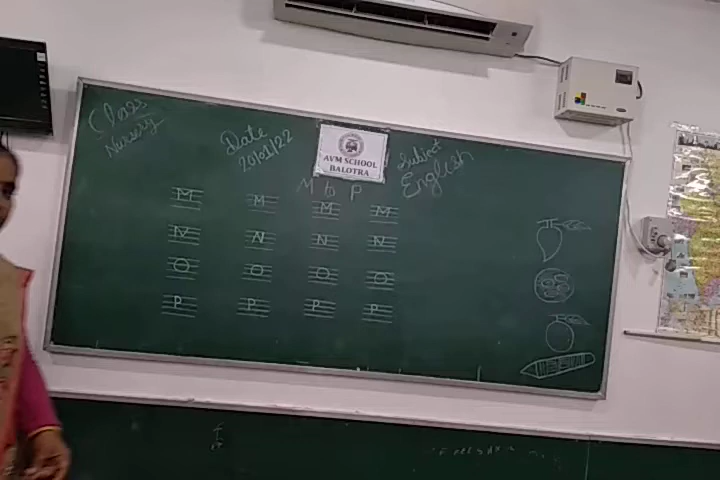 Class
Nursery
Date
20/01/22
AVM SCHOOL
BALOTRA
Subject
English
M b P
M M M M
N N N N
O O O O
P P P P